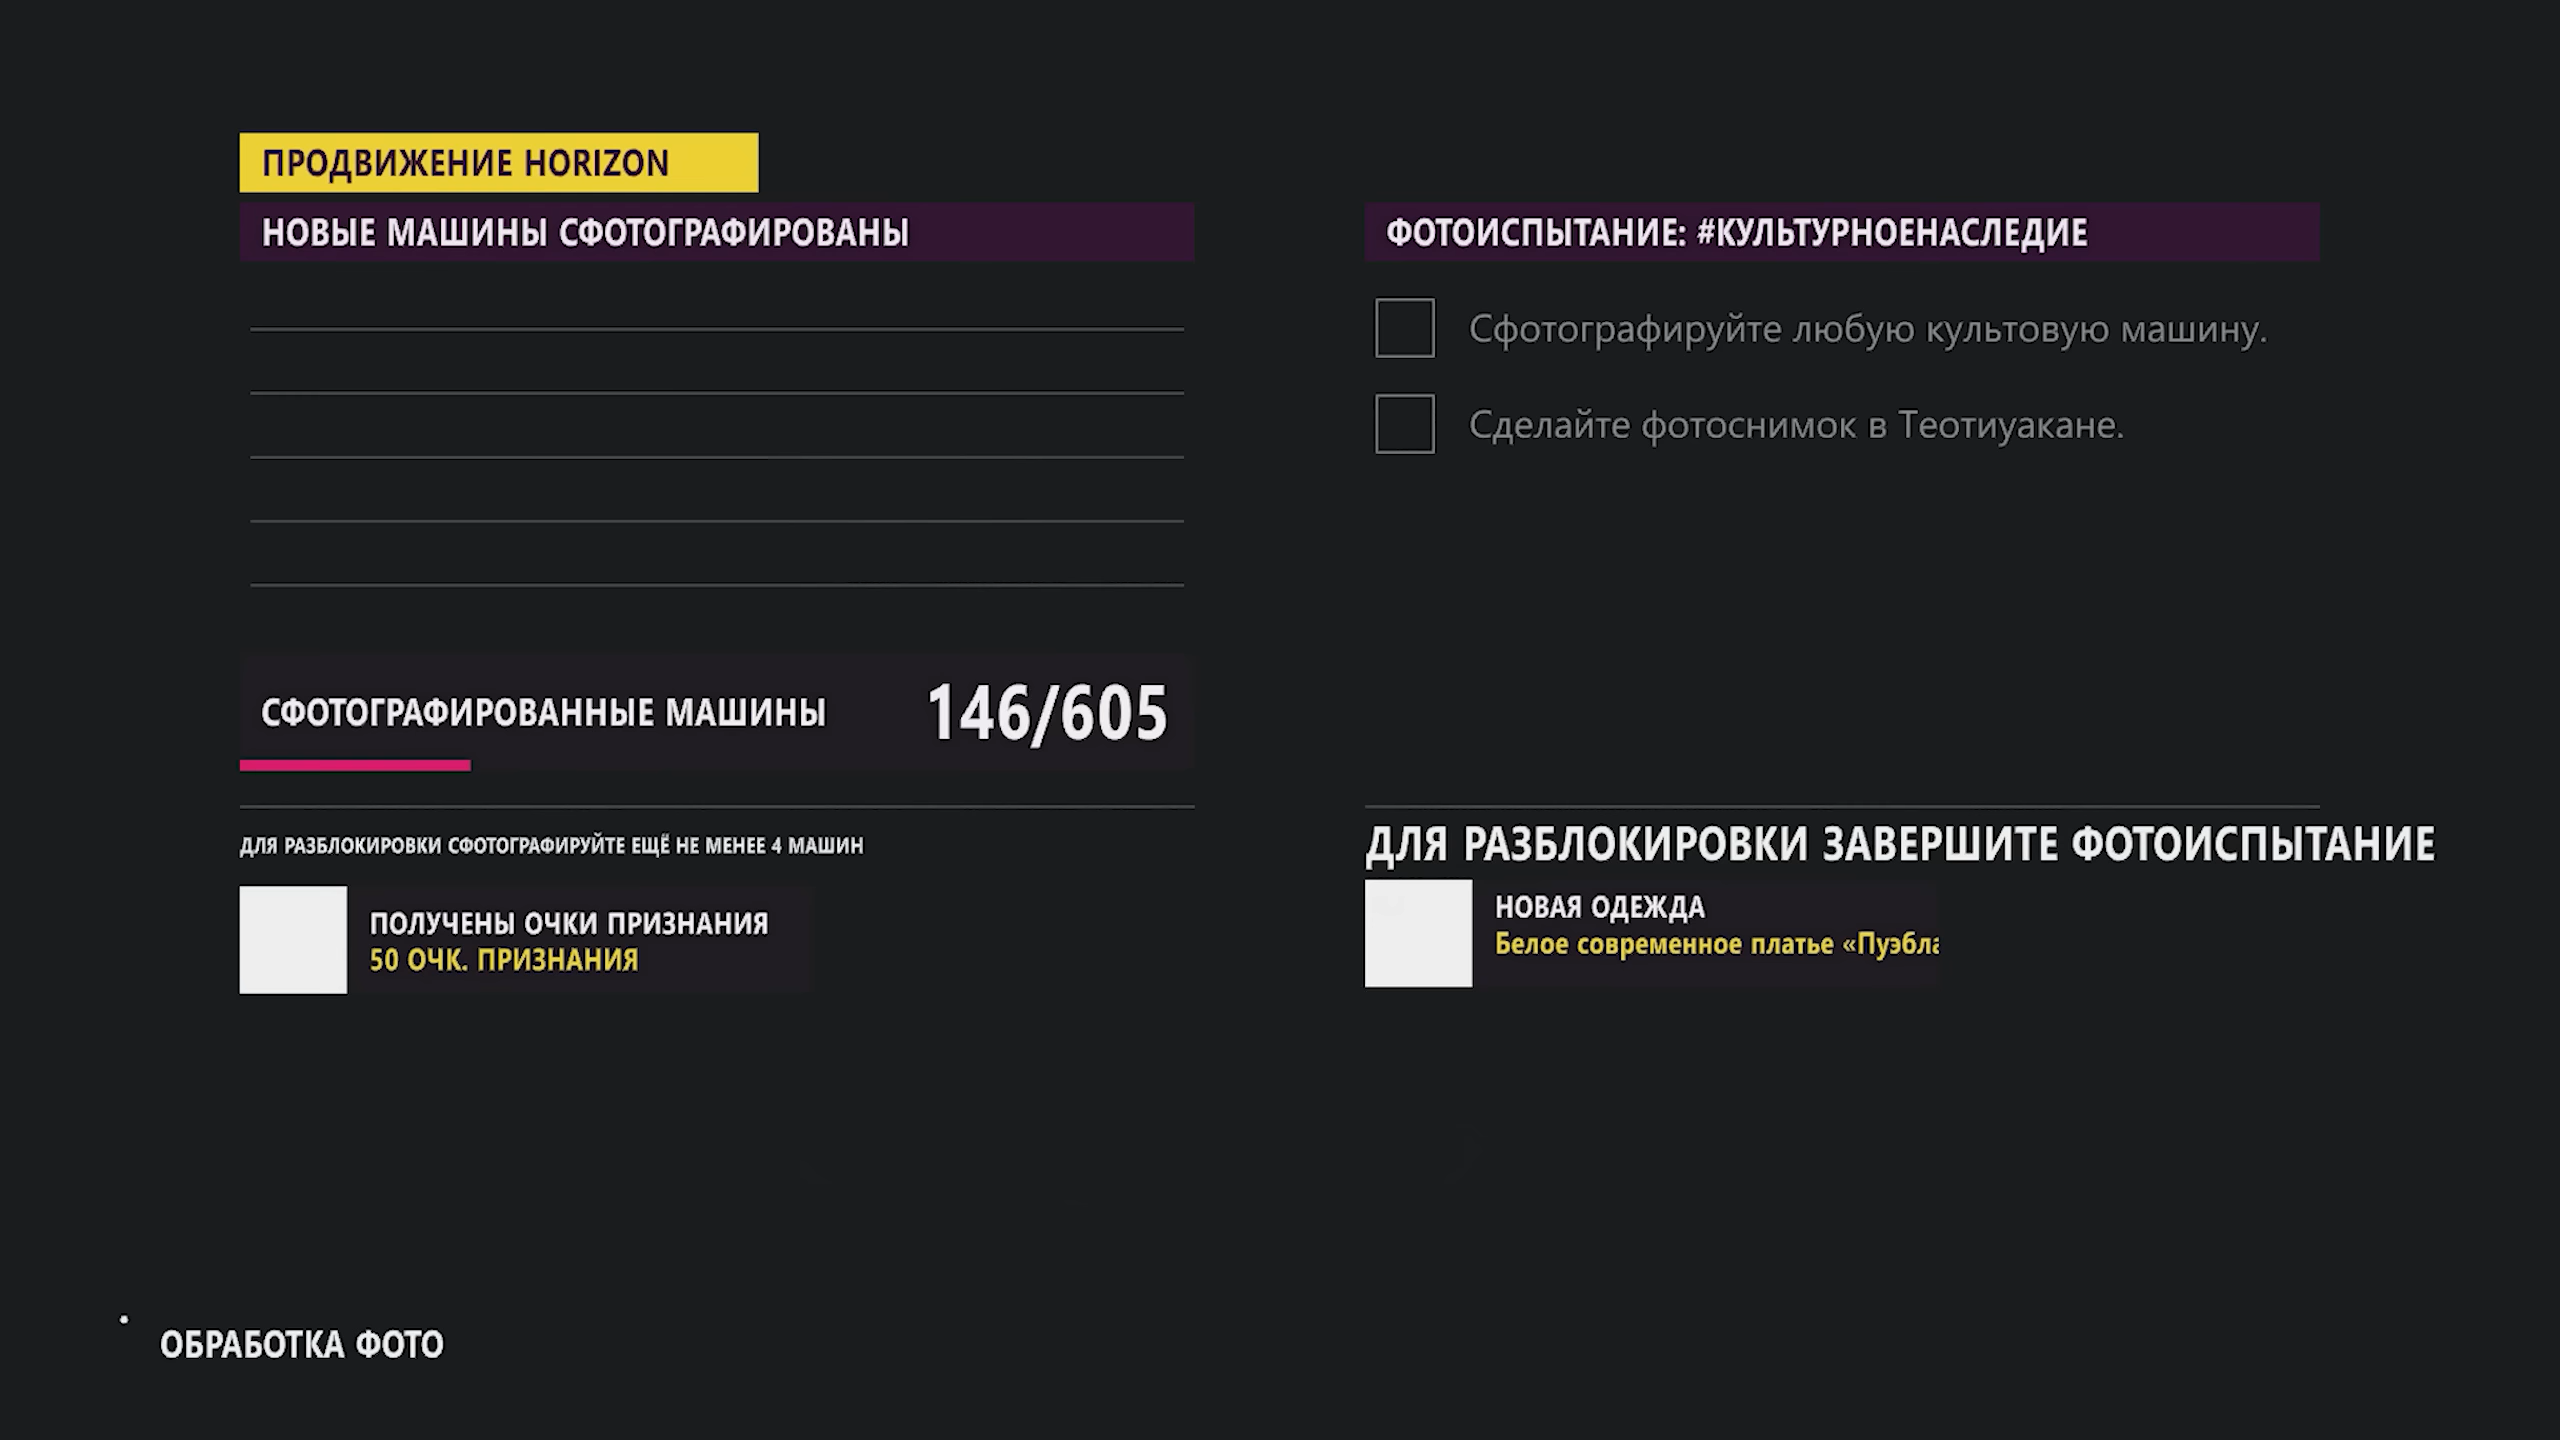 ПРОДВИЖЕНИЕ HORIZON
НОВЫЕ МАШИНЫ СФОТОГРАФИРОВАНЫ
СФОТОГРАФИРОВАННЫЕ МАШИНЫ 146/605
ДЛЯ РАЗБЛОКИРОВКИ СФОТОГРАФИРУЙТЕ ЕЩЁ НЕ МЕНЕЕ 4 МАШИН
ПОЛУЧЕНЫ ОЧКИ ПРИЗНАНИЯ
50 ОЧК. ПРИЗНАНИЯ
ФОТОИСПЫТАНИЕ: #КУЛЬТУРНОЕНАСЛЕДИЕ
Сфотографируйте любую культовую машину.
Сделайте фотоснимок в Теотиуакане.
ДЛЯ РАЗБЛОКИРОВКИ ЗАВЕРШИТЕ ФОТОИСПЫТАНИЕ
НОВАЯ ОДЕЖДА
Белое современное платье «Пуэбла
ОБРАБОТКА ФОТО